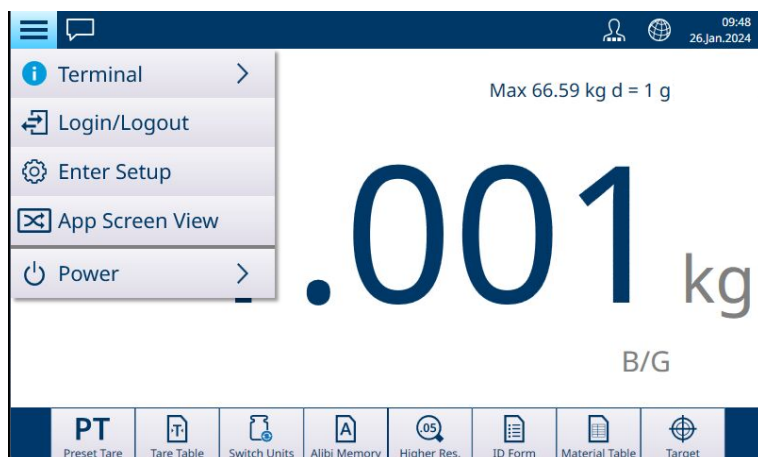 09:48
26.Jan.2024
Terminal
Login/Logout
Enter Setup
App Screen View
Power
Max 66.59 kg d = 1 g
.001 kg
B/G
PT
Preset Tare
T
Tare Table
Switch Units
A
Alibi Memory
.05
Higher Res.
ID Form
Material Table
Target